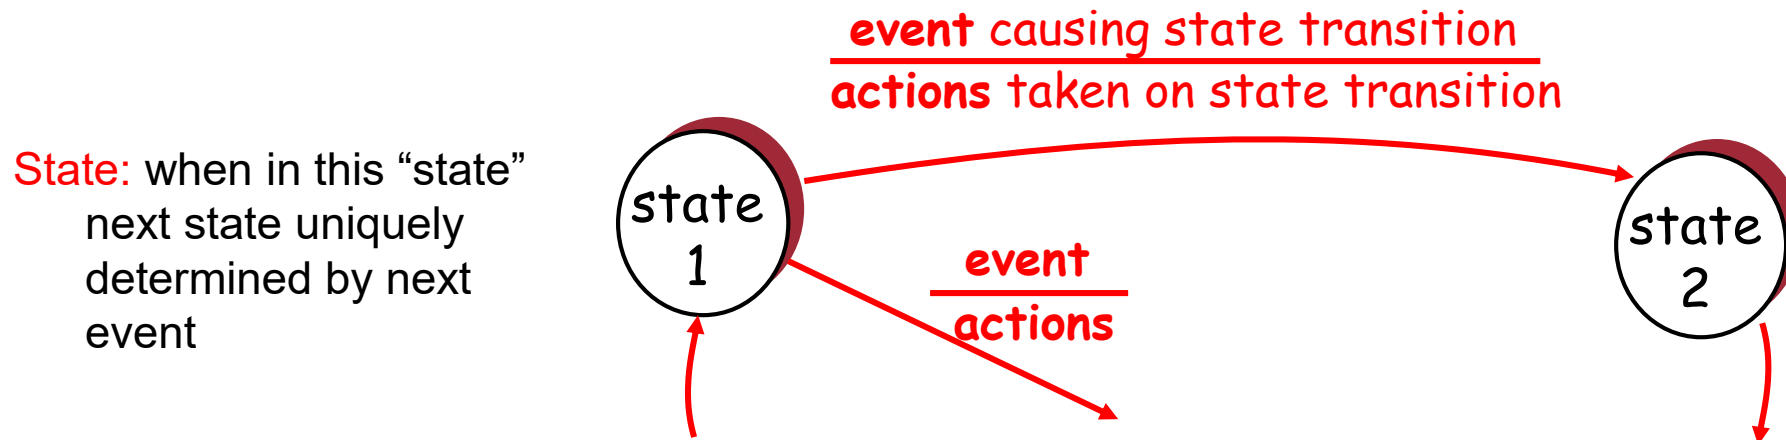 event causing state transition
actions taken on state transition
State: when in this “state”
next state uniquely
determined by next
event
state
1
event
actions
state
2